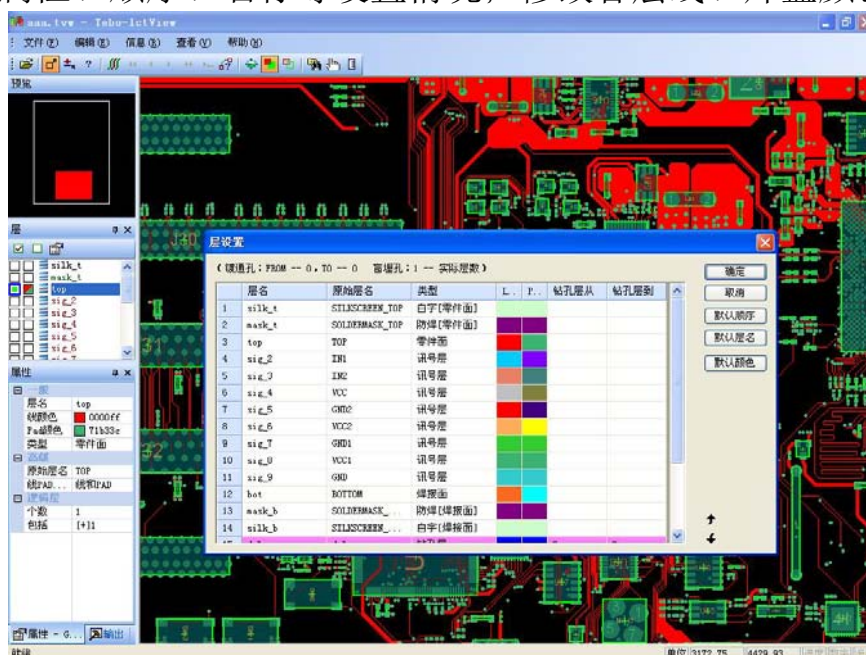 aaa.tvw - Tebo-IctView
文件(F) 编辑(E) 信息(B) 查看(V) 帮助(H)
预览
层
silk_t
mask_t
top
sig_2
sig_3
sig_4
sig_5
sig_6
sig_7
属性
一般
层名 top
线颜色 0000ff
Pad颜色 71b33c
类型 零件面
高级
原始层名 TOP
线PAD... 线和PAD
逻辑层
个数 1
包括 [+]1
属性 - G... 输出
就绪
单位 3172.75 4429.93
层设置
(镀通孔:FROM -- 0,TO -- 0 盲埋孔:1 -- 实际层数)
层名 原始层名 类型 L.. P.. 钻孔层从 钻孔层到
1 silk_t SILKSCREEN_TOP 白字[零件面]
2 mask_t SOLDERMASK_TOP 防焊[零件面]
3 top TOP 零件面
4 sig_2 IN1 讯号层
5 sig_3 IN2 讯号层
6 sig_4 VCC 讯号层
7 sig_5 GND2 讯号层
8 sig_6 VCC2 讯号层
9 sig_7 GND1 讯号层
10 sig_8 VCC1 讯号层
11 sig_9 GND 讯号层
12 bot BOTTOM 焊接面
13 mask_b SOLDERMASK_... 防焊[焊接面]
14 silk_b SILKSCREEN_... 白字[焊接面]
确定
取消
默认顺序
默认层名
默认颜色
J40
31
32